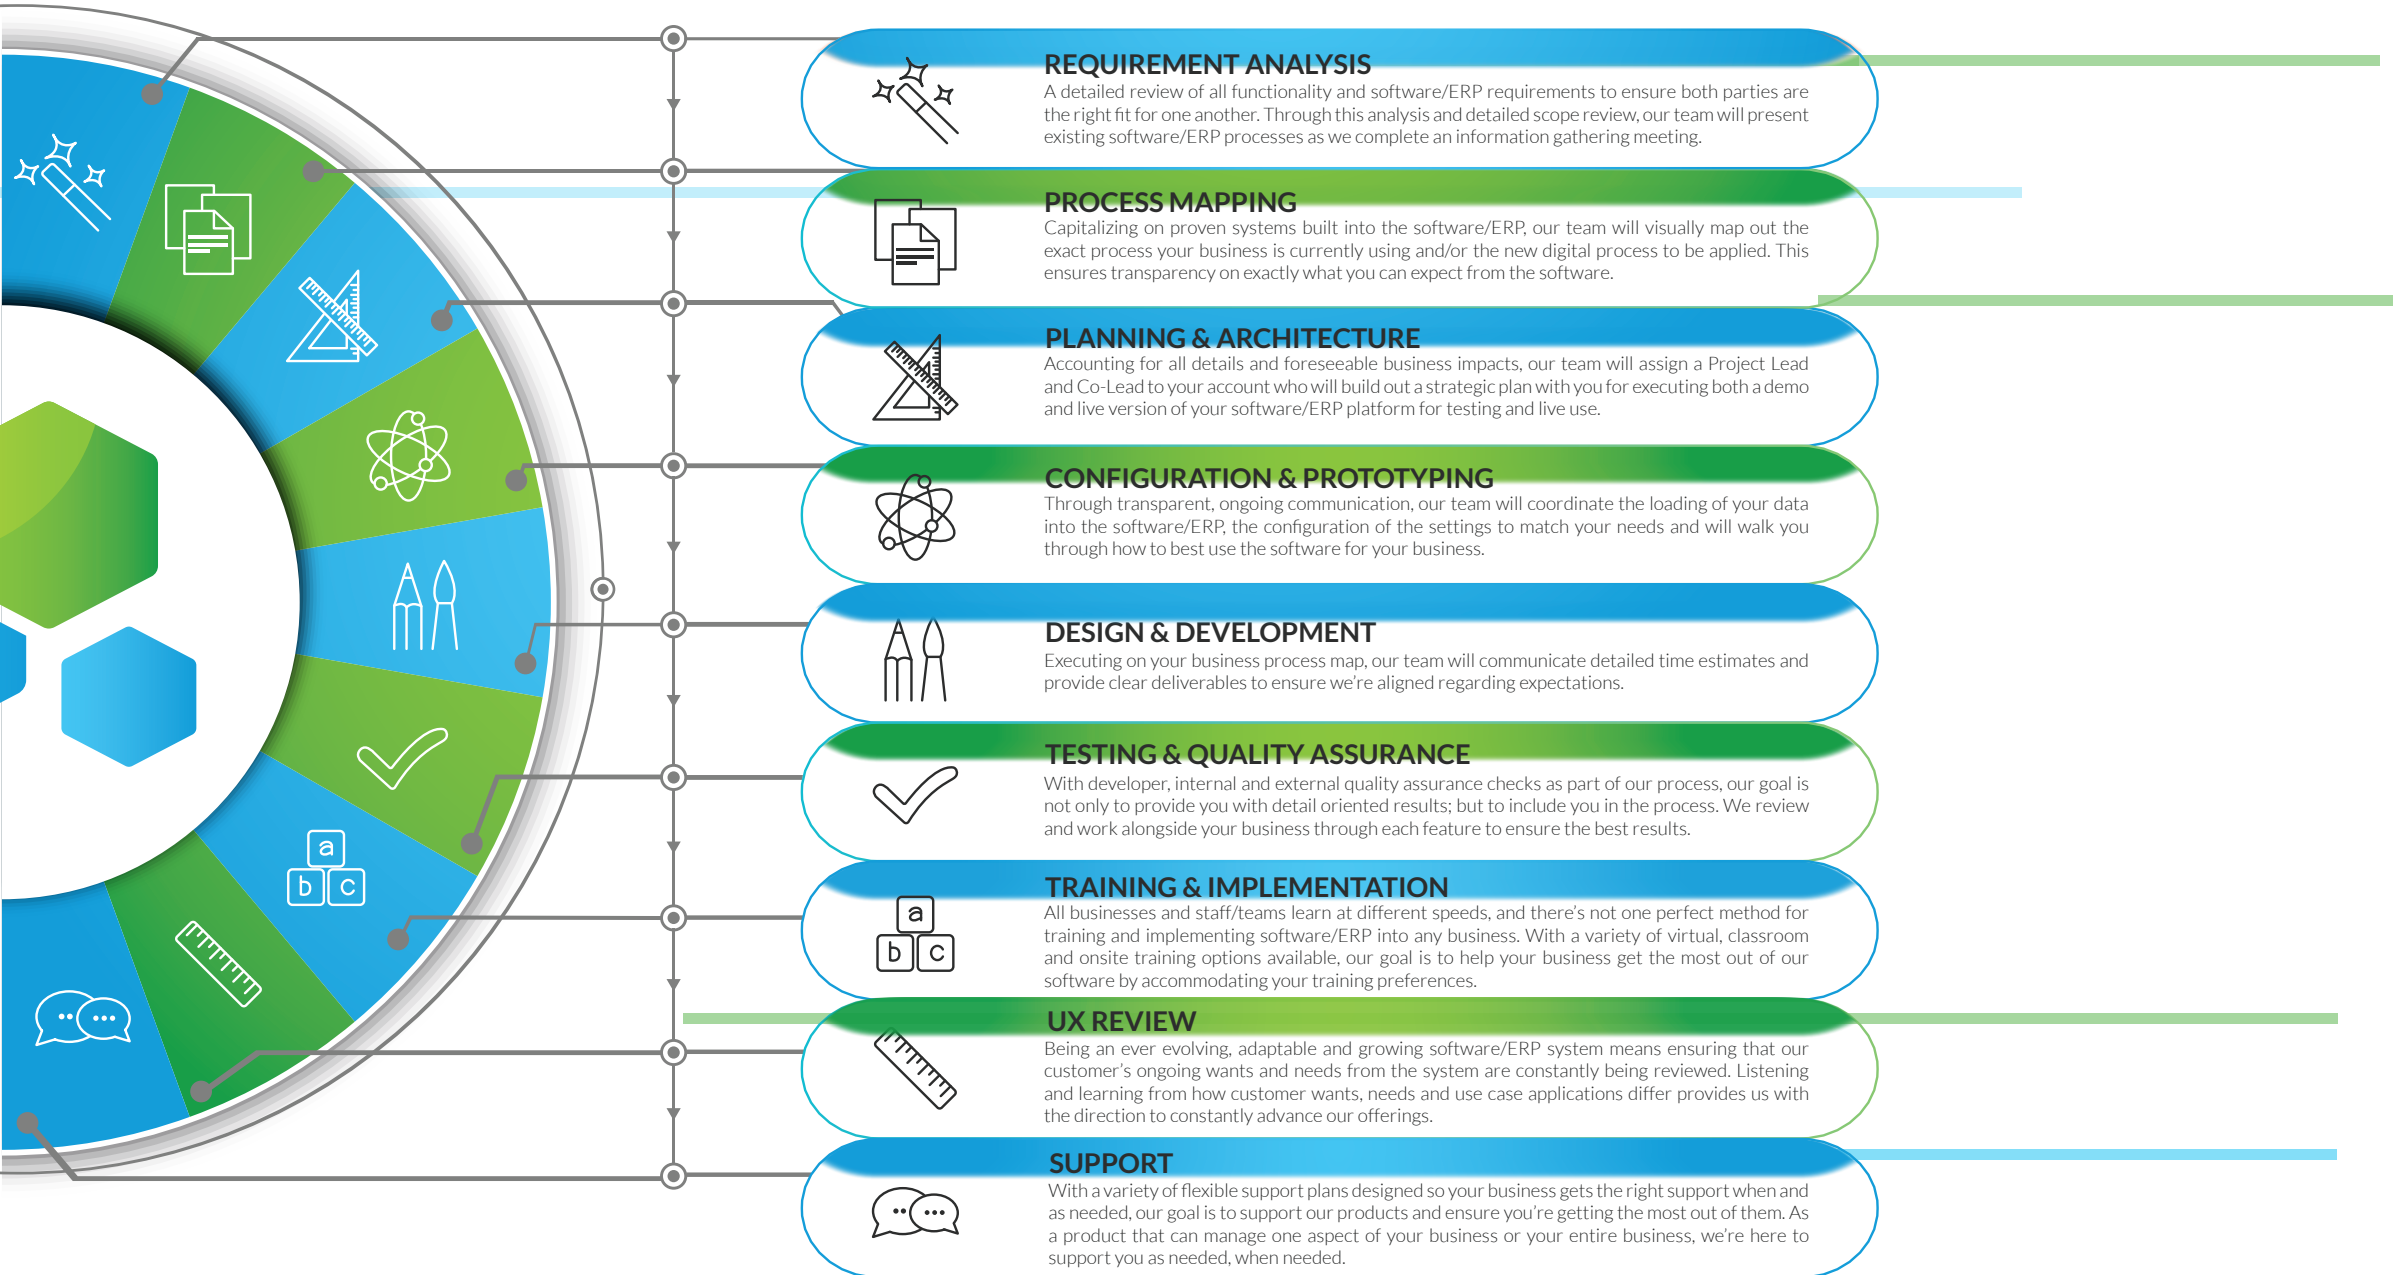 REQUIREMENT ANALYSIS
A detailed review of all functionality and software/ERP requirements to ensure both parties are
the right fit for one another. Through this analysis and detailed scope review, our team will present
existing software/ERP processes as we complete an information gathering meeting.
PROCESS MAPPING
Capitalizing on proven systems built into the software/ERP, our team will visually map out the
exact process your business is currently using and/or the new digital process to be applied. This
ensures transparency on exactly what you can expect from the software.
PLANNING & ARCHITECTURE
Accounting for all details and foreseeable business impacts, our team will assign a Project Lead
and Co-Lead to your account who will build out a strategic plan with you for executing both a demo
and live version of your software/ERP platform for testing and live use.
CONFIGURATION & PROTOTYPING
Through transparent, ongoing communication, our team will coordinate the loading of your data
into the software/ERP, the configuration of the settings to match your needs and will walk you
through how to best use the software for your business.
DESIGN & DEVELOPMENT
Executing on your business process map, our team will communicate detailed time estimates and
provide clear deliverables to ensure we're aligned regarding expectations.
TESTING & QUALITY ASSURANCE
With developer, internal and external quality assurance checks as part of our process, our goal is
not only to provide you with detail oriented results; but to include you in the process. We review
and work alongside your business through each feature to ensure the best results.
a
b c
TRAINING & IMPLEMENTATION
a
b c
All businesses and staff/teams learn at different speeds, and there's not one perfect method for
training and implementing software/ERP into any business. With a variety of virtual, classroom
and onsite training options available, our goal is to help your business get the most out of our
software by accommodating your training preferences.
UX REVIEW
Being an ever evolving, adaptable and growing software/ERP system means ensuring that our
customer's ongoing wants and needs from the system are constantly being reviewed. Listening
and learning from how customer wants, needs and use case applications differ provides us with
the direction to constantly advance our offerings.
SUPPORT
With a variety of flexible support plans designed so your business gets the right support when and
as needed, our goal is to support our products and ensure you're getting the most out of them. As
a product that can manage one aspect of your business or your entire business, we're here to
support you as needed, when needed.